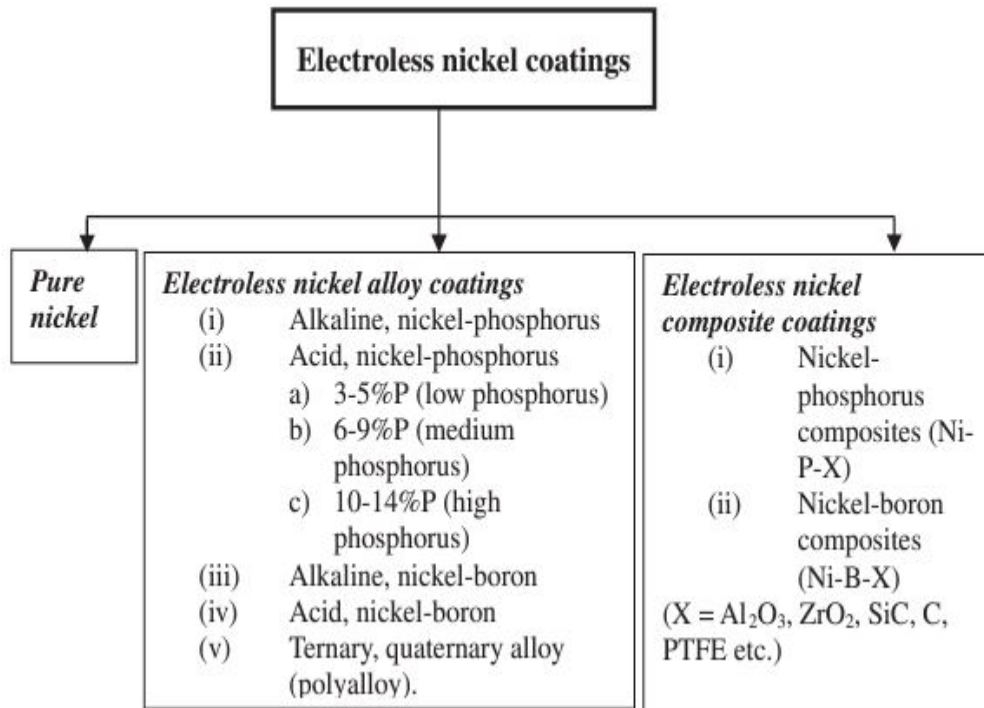 Electroless nickel coatings
Pure
nickel
Electroless nickel alloy coatings
(i) Alkaline, nickel-phosphorus
(ii) Acid, nickel-phosphorus
a) 3-5%P (low phosphorus)
b) 6-9%P (medium
phosphorus)
c) 10-14%P (high
phosphorus)
(iii) Alkaline, nickel-boron
(iv) Acid, nickel-boron
(v) Ternary, quaternary alloy
(polyalloy).
Electroless nickel
composite coatings
(i) Nickel-
phosphorus
composites (Ni-
P-X)
(ii) Nickel-boron
composites
(Ni-B-X)
(X = Al₂O₃, ZrO₂, SiC, C,
PTFE etc.)